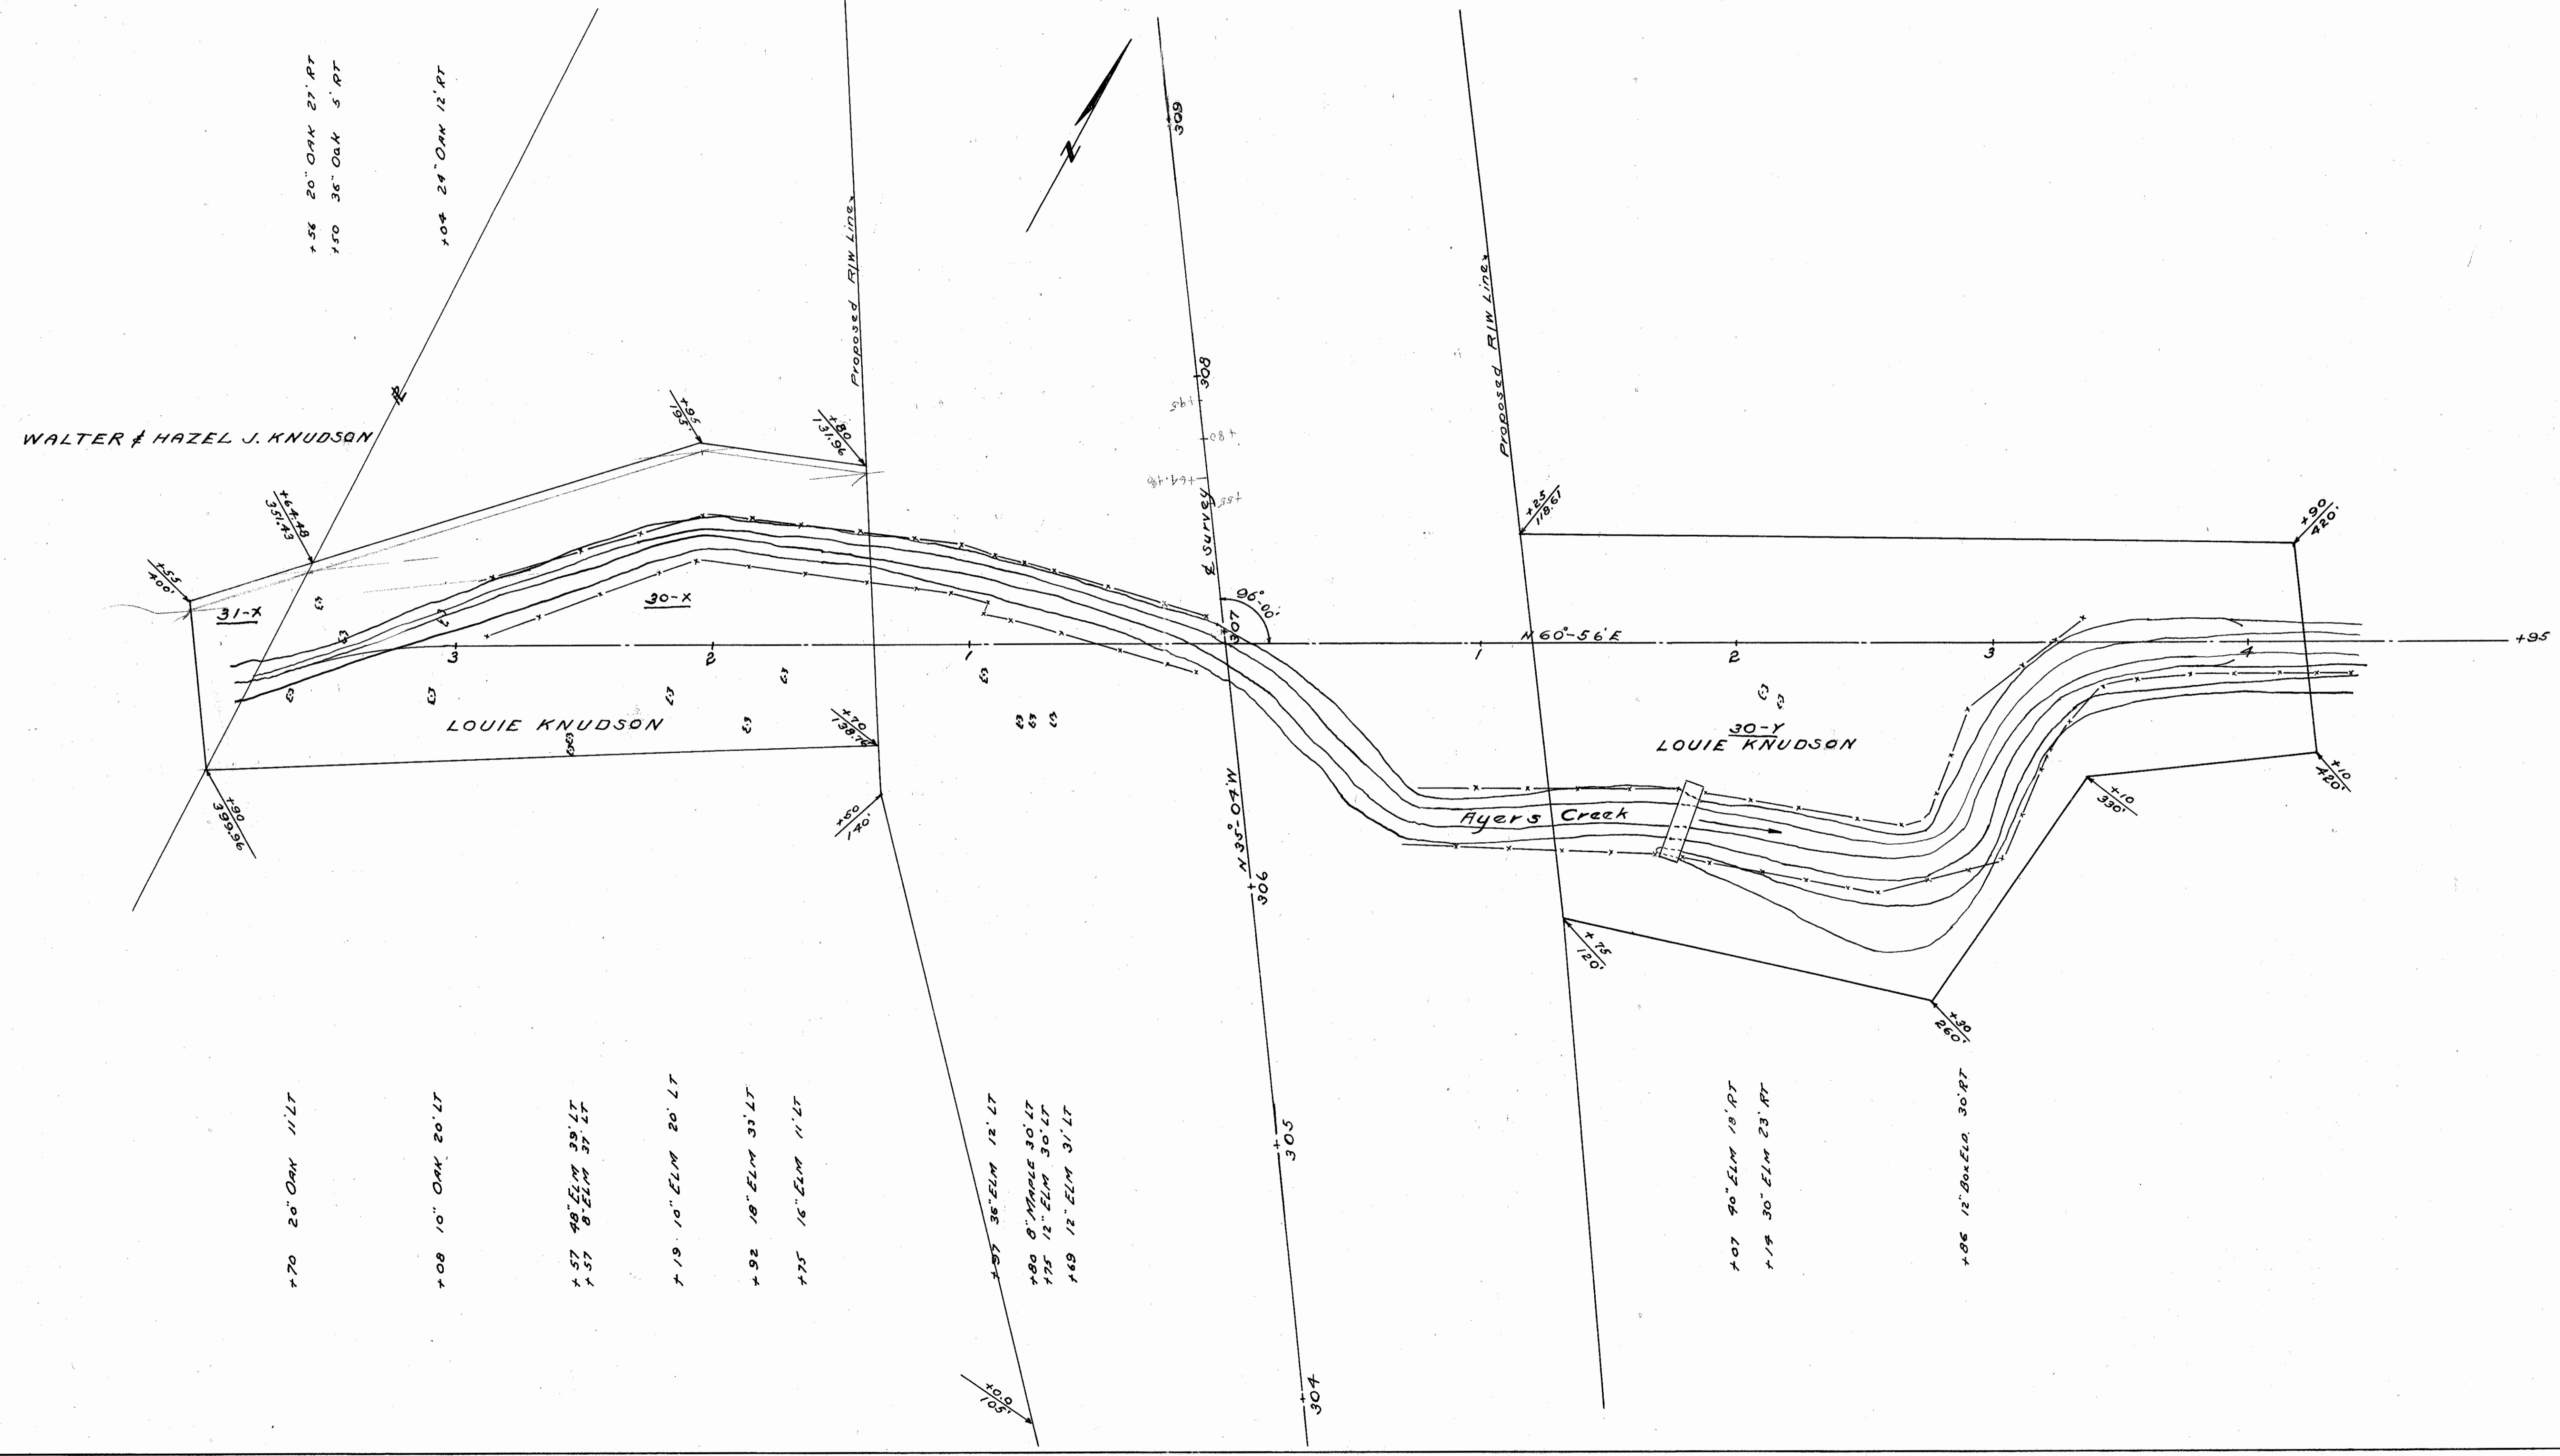 +56 20" OAK 27' RT
+50 36" Oak 5' RT
+04 24" OAK 12' RT
N
309
Proposed R/W Line
Proposed R/W Line
308
+95
+80
+64.48
+55
WALTER & HAZEL J. KNUDSON
+95
195'
+80
131.96
+64.48
351.43
+55
400'
31-X
30-X
℄ Survey
96°-00'
307
+25
118.61
+90
420'
N 60°-56' E
+95
3
2
1
1
2
3
4
LOUIE KNUDSON
+70
138.76
30-Y
LOUIE KNUDSON
+90
399.96
+60
140'
N 35°-04' W
Ayers Creek
+10
330'
+10
420'
306
+75
120'
+30
260'
+70 20" OAK 11' LT
+08 10" OAK 20' LT
+57 48" ELM 39' LT
+57 8" ELM 37' LT
+19 10" ELM 20' LT
+92 18" ELM 33' LT
+75 16" ELM 11' LT
+97 36" ELM 12' LT
+80 8" MAPLE 30' LT
+75 12" ELM 30' LT
+69 12" ELM 31' LT
305
+07 40" ELM 18' RT
+14 30" ELM 23' RT
+86 12" Box ELD. 30' RT
+0.0
105'
304